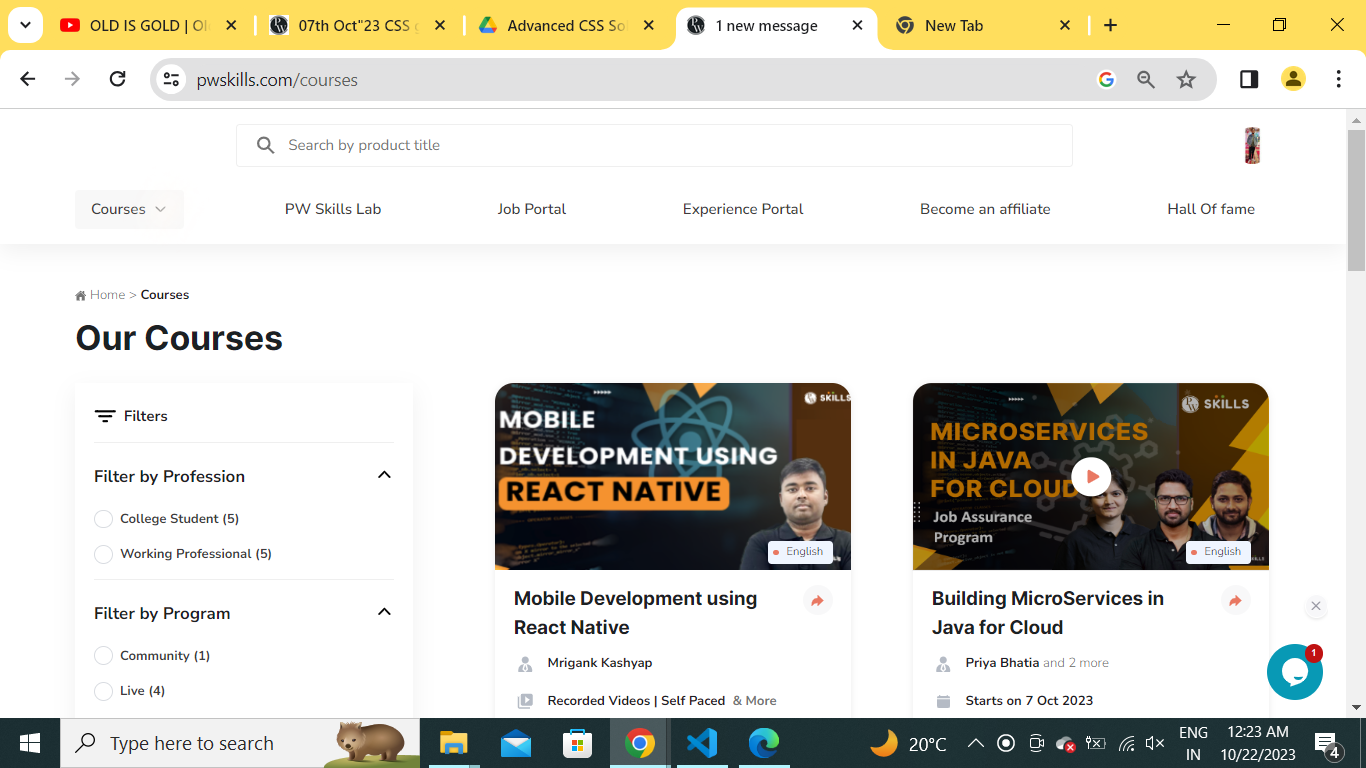 OLD IS GOLD | Ol
07th Oct"23 CSS g
Advanced CSS Sol
1 new message
New Tab
pwskills.com/courses
Search by product title
Courses
PW Skills Lab
Job Portal
Experience Portal
Become an affiliate
Hall Of fame
Home > Courses
Our Courses
Filters
Filter by Profession
College Student (5)
Working Professional (5)
Filter by Program
Community (1)
Live (4)
SKILLS
MOBILE
DEVELOPMENT USING
REACT NATIVE
English
Mobile Development using
React Native
Mrigank Kashyap
Recorded Videos | Self Paced & More
SKILLS
MICROSERVICES
IN JAVA
FOR CLOUD
Job Assurance
Program
English
Building MicroServices in
Java for Cloud
Priya Bhatia and 2 more
Starts on 7 Oct 2023
1
Type here to search
20°C
ENG
IN
12:23 AM
10/22/2023
4